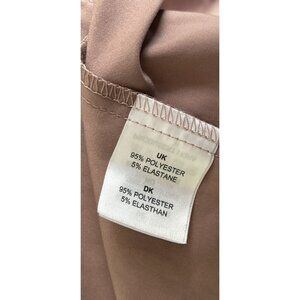 UK
95% POLYESTER
5% ELASTANE
DK
95% POLYESTER
5% ELASTHAN